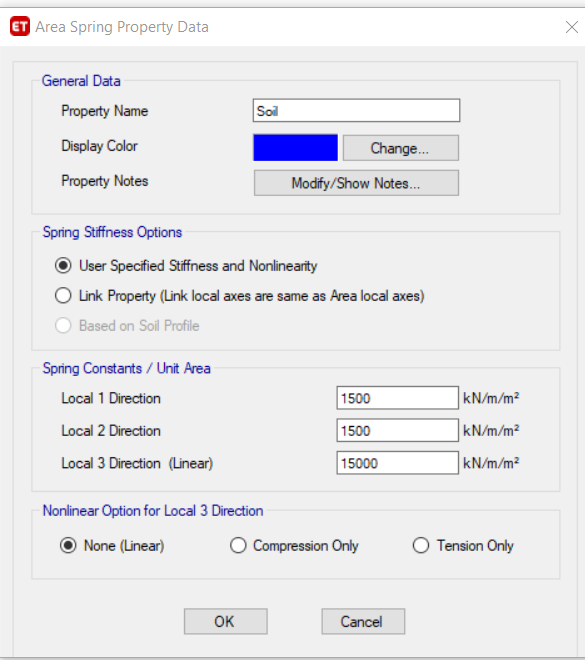 ET Area Spring Property Data
General Data
Property Name Soil
Display Color Change...
Property Notes Modify/Show Notes...
Spring Stiffness Options
User Specified Stiffness and Nonlinearity
Link Property (Link local axes are same as Area local axes)
Based on Soil Profile
Spring Constants / Unit Area
Local 1 Direction 1500 kN/m/m²
Local 2 Direction 1500 kN/m/m²
Local 3 Direction (Linear) 15000 kN/m/m²
Nonlinear Option for Local 3 Direction
None (Linear) Compression Only Tension Only
OK Cancel